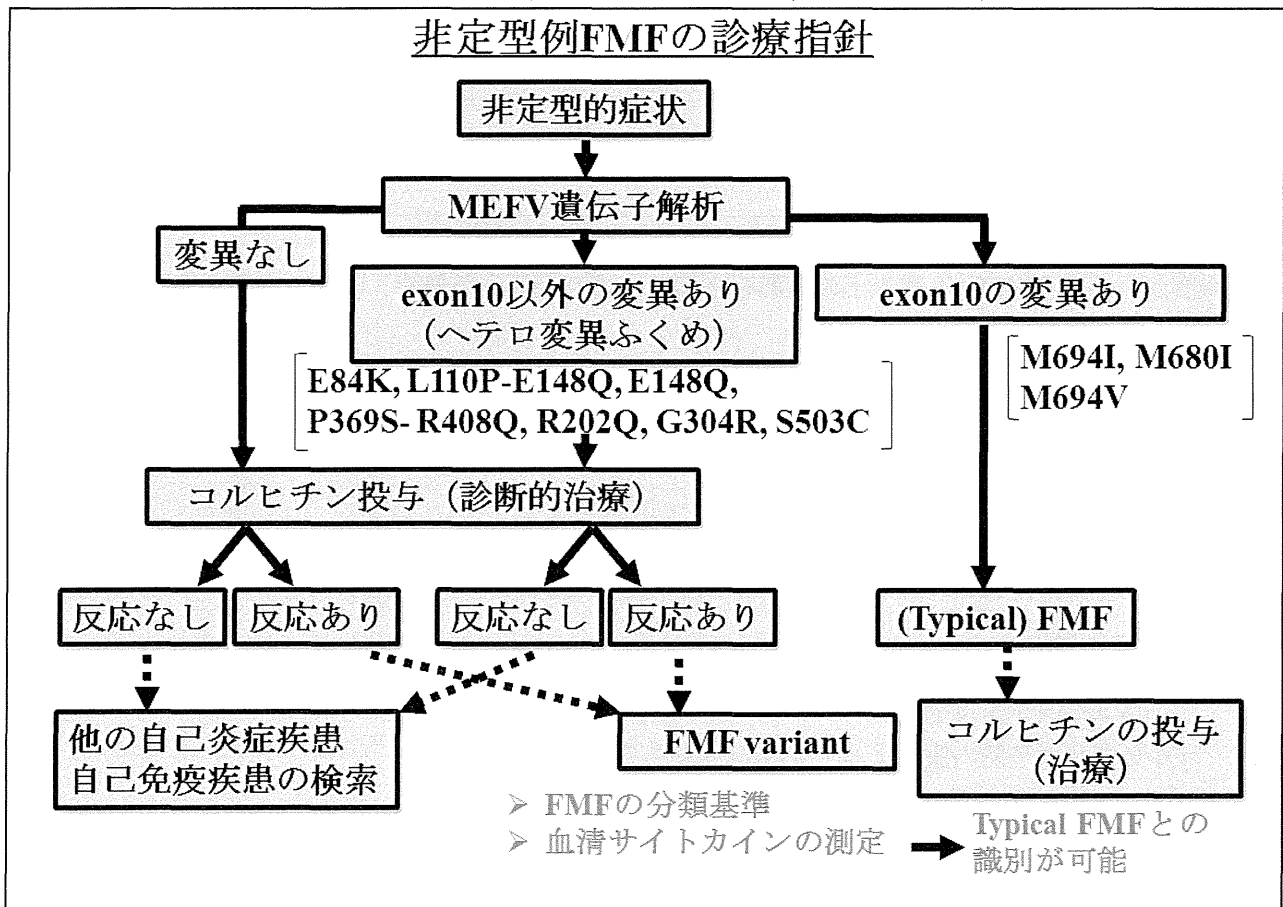 非定型例FMFの診療指針
非定型的症状
MEFV遺伝子解析
変異なし
exon10以外の変異あり
（ヘテロ変異ふくめ）
exon10の変異あり
E84K, L110P-E148Q, E148Q,
P369S- R408Q, R202Q, G304R, S503C
M694I, M680I
M694V
コルヒチン投与（診断的治療）
反応なし
反応あり
反応なし
反応あり
(Typical) FMF
他の自己炎症疾患
自己免疫疾患の検索
FMF variant
コルヒチンの投与
（治療）
➢ FMFの分類基準
➢ 血清サイトカインの測定
Typical FMFとの
識別が可能